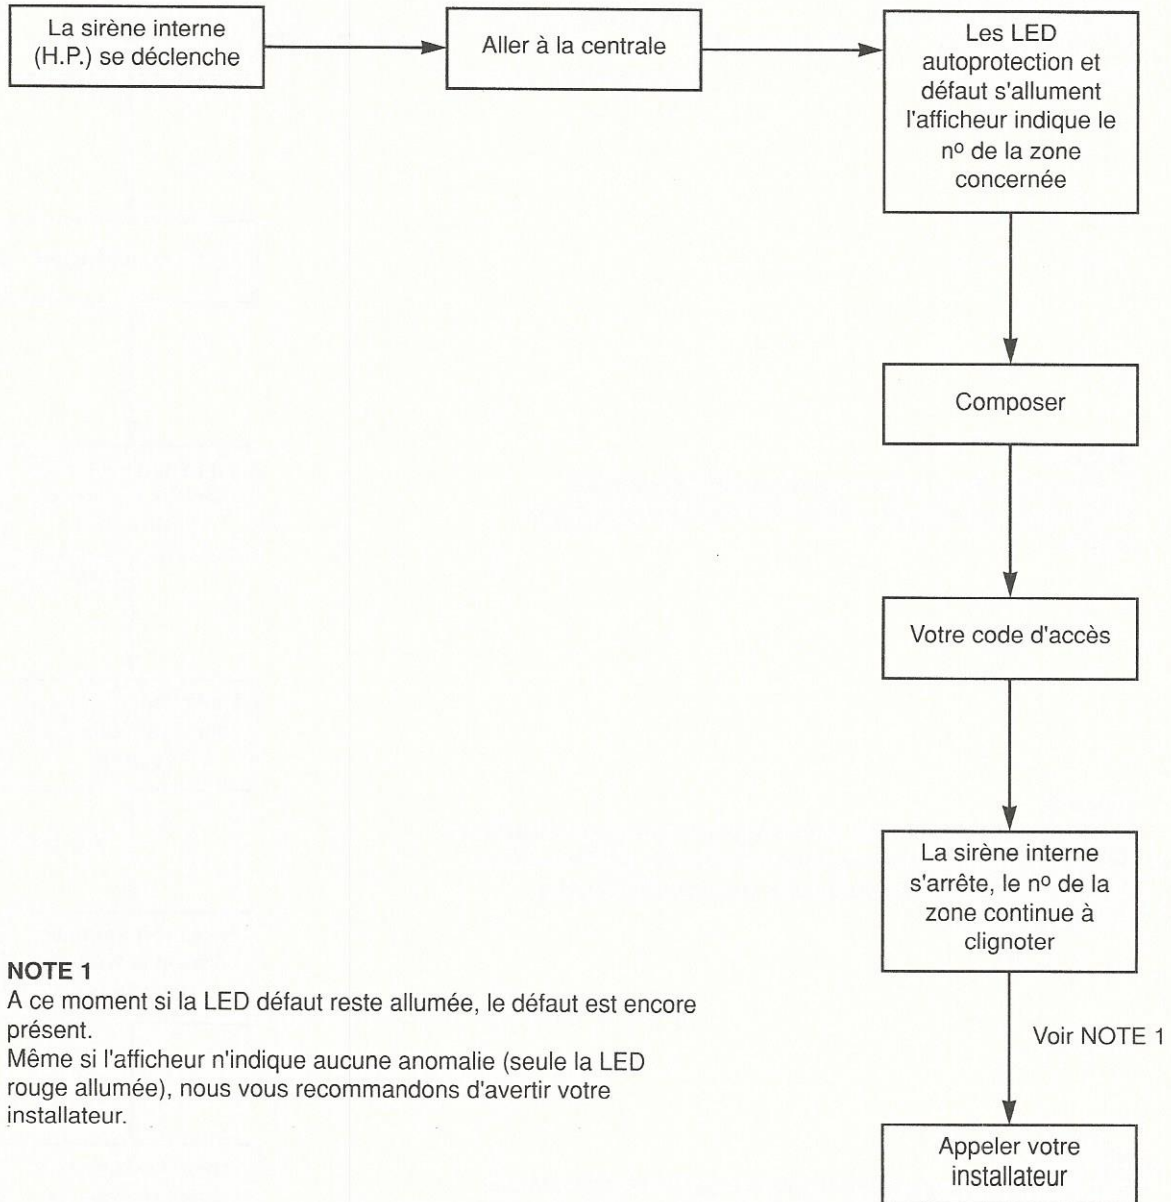 La sirène interne
(H.P.) se déclenche
Aller à la centrale
Les LED
autoprotection et
défaut s'allument
l'afficheur indique le
nº de la zone
concernée
Composer
Votre code d'accès
La sirène interne
s'arrête, le nº de la
zone continue à
clignoter
Voir NOTE 1
Appeler votre
installateur
NOTE 1
A ce moment si la LED défaut reste allumée, le défaut est encore
présent.
Même si l'afficheur n'indique aucune anomalie (seule la LED
rouge allumée), nous vous recommandons d'avertir votre
installateur.